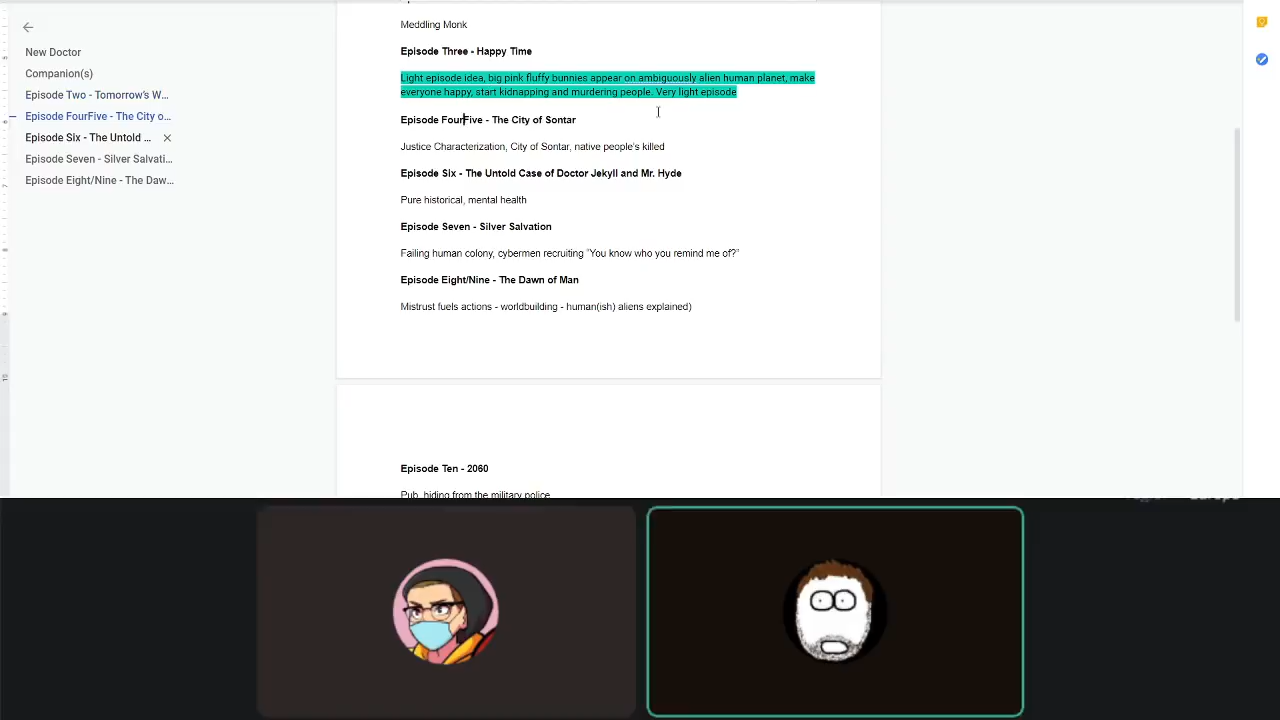 New Doctor
Companion(s)
Episode Two - Tomorrow's W...
Episode FourFive - The City o...
Episode Six - The Untold ...
Episode Seven - Silver Salvati...
Episode Eight/Nine - The Daw...
Meddling Monk
Episode Three - Happy Time
Light episode idea, big pink fluffy bunnies appear on ambiguously alien human planet, make
everyone happy, start kidnapping and murdering people. Very light episode
Episode FourFive - The City of Sontar
Justice Characterization, City of Sontar, native people's killed
Episode Six - The Untold Case of Doctor Jekyll and Mr. Hyde
Pure historical, mental health
Episode Seven - Silver Salvation
Failing human colony, cybermen recruiting "You know who you remind me of?"
Episode Eight/Nine - The Dawn of Man
Mistrust fuels actions - worldbuilding - human(ish) aliens explained)
Episode Ten - 2060
Pub, hiding from the military police